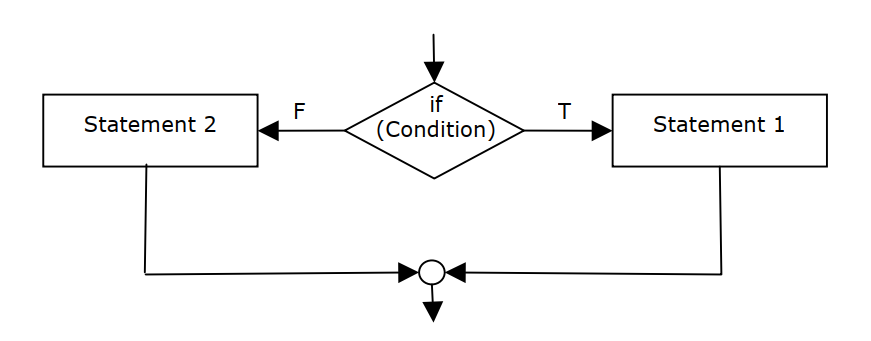 Statement 2
F
if
(Condition)
T
Statement 1